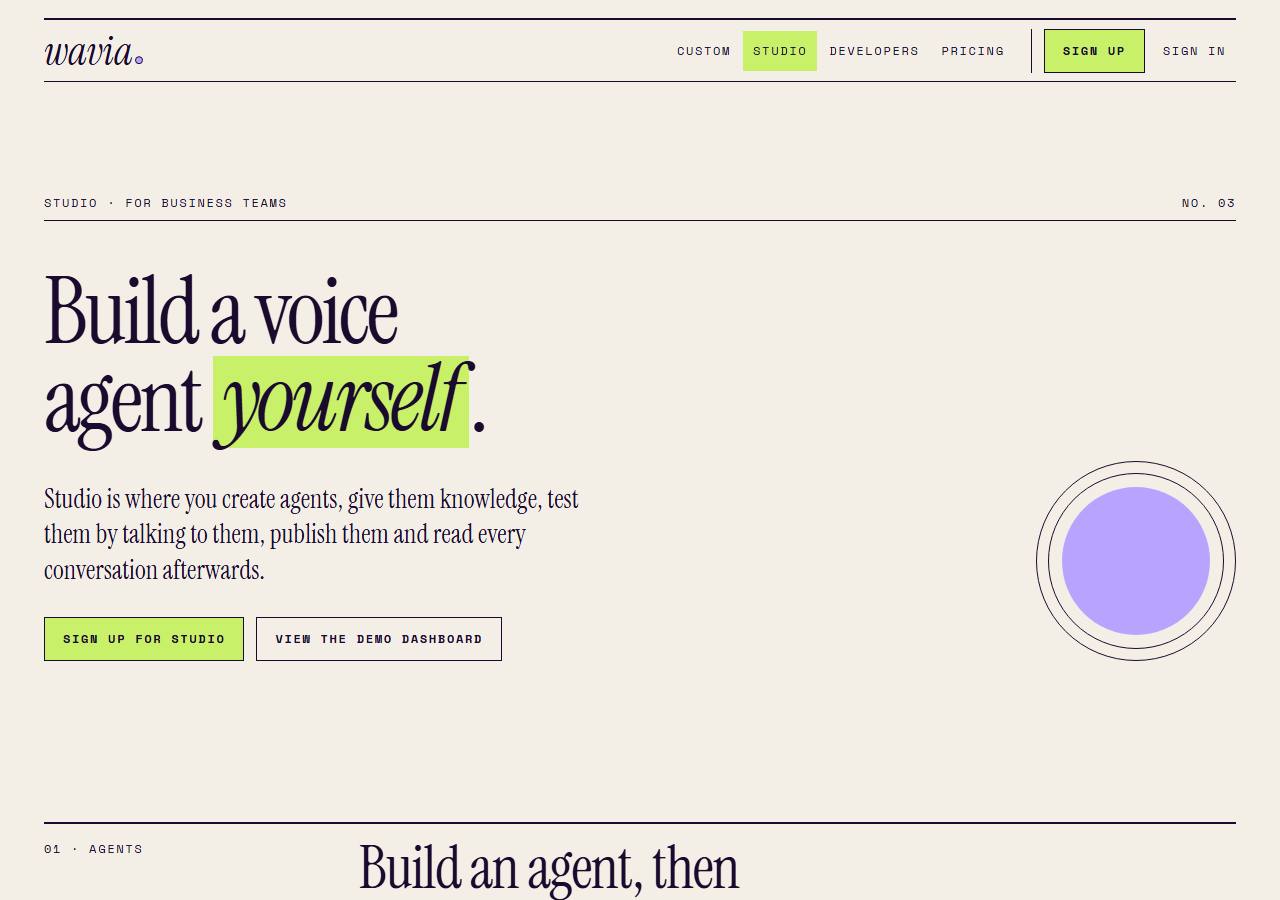 wavia.
CUSTOM STUDIO DEVELOPERS PRICING SIGN UP SIGN IN
STUDIO · FOR BUSINESS TEAMS NO. 03
Build a voice
agent yourself.
Studio is where you create agents, give them knowledge, test
them by talking to them, publish them and read every
conversation afterwards.
SIGN UP FOR STUDIO VIEW THE DEMO DASHBOARD
01 · AGENTS Build an agent, then